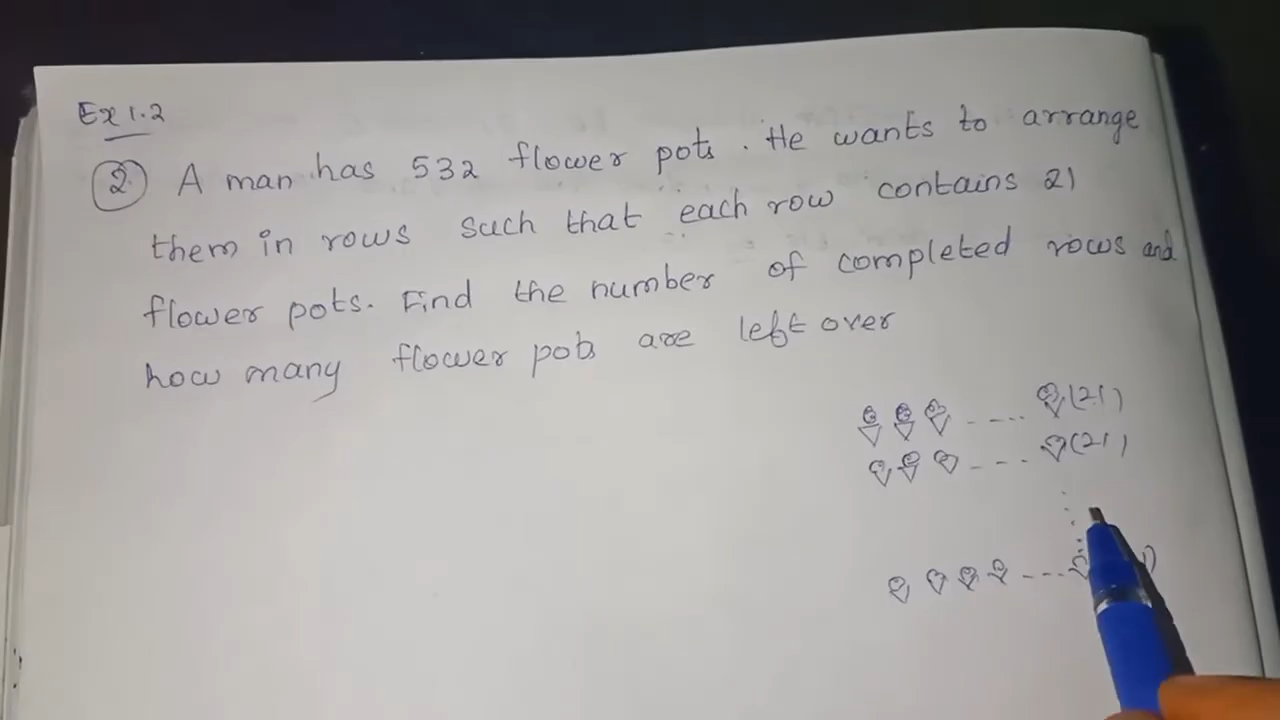 Ex 1.2
2. A man has 532 flower pots. He wants to arrange
them in rows such that each row contains 21
flower pots. Find the number of completed rows and
how many flower pots are left over
.... (21)
--- (21)
---